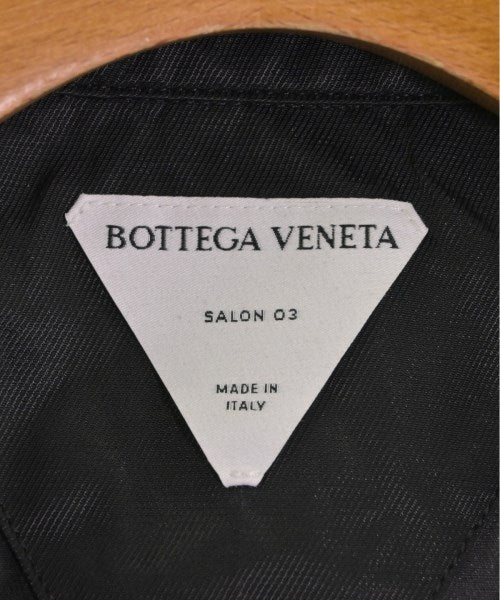 BOTTEGA VENETA
SALON 03
MADE IN
ITALY